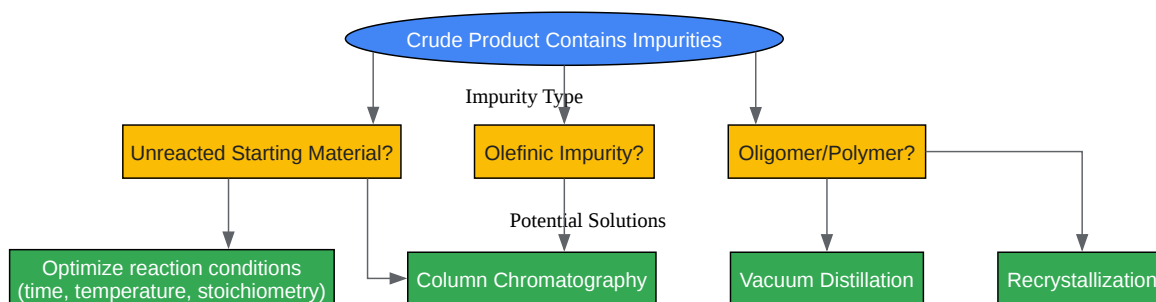 Crude Product Contains Impurities
Impurity Type
Unreacted Starting Material?
Olefinic Impurity?
Oligomer/Polymer?
Potential Solutions
Optimize reaction conditions
(time, temperature, stoichiometry)
Column Chromatography
Vacuum Distillation
Recrystallization